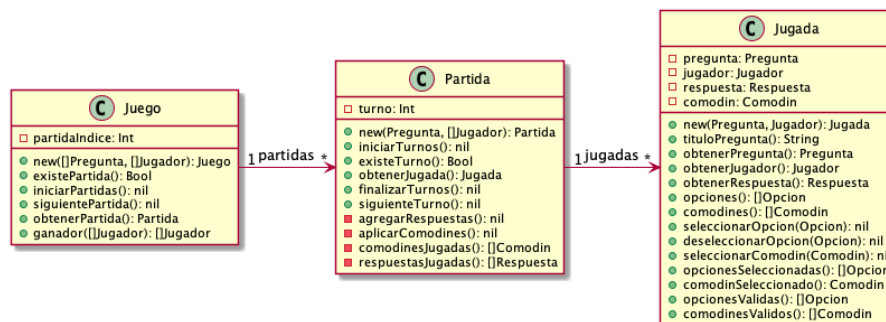 C Juego
partidaIndice: Int
new([]Pregunta, []Jugador): Juego
existePartida(): Bool
iniciarPartidas(): nil
siguientePartida(): nil
obtenerPartida(): Partida
ganador([]Jugador): []Jugador
1 partidas *
C Partida
turno: Int
new(Pregunta, []Jugador): Partida
iniciarTurnos(): nil
existeTurno(): Bool
obtenerJugada(): Jugada
finalizarTurnos(): nil
siguienteTurno(): nil
agregarRespuestas(): nil
aplicarComodines(): nil
comodinesJugadas(): []Comodin
respuestasJugadas(): []Respuesta
1 jugadas *
C Jugada
pregunta: Pregunta
jugador: Jugador
respuesta: Respuesta
comodin: Comodin
new(Pregunta, Jugador): Jugada
tituloPregunta(): String
obtenerPregunta(): Pregunta
obtenerJugador(): Jugador
obtenerRespuesta(): Respuesta
opciones(): []Opcion
comodines(): []Comodin
seleccionarOpcion(Opcion): nil
deseleccionarOpcion(Opcion): nil
seleccionarComodin(Comodin): ni
opcionesSeleccionadas(): []Opcion
comodinSeleccionado(): Comodin
opcionesValidas(): []Opcion
comodinesValidos(): []Comodin